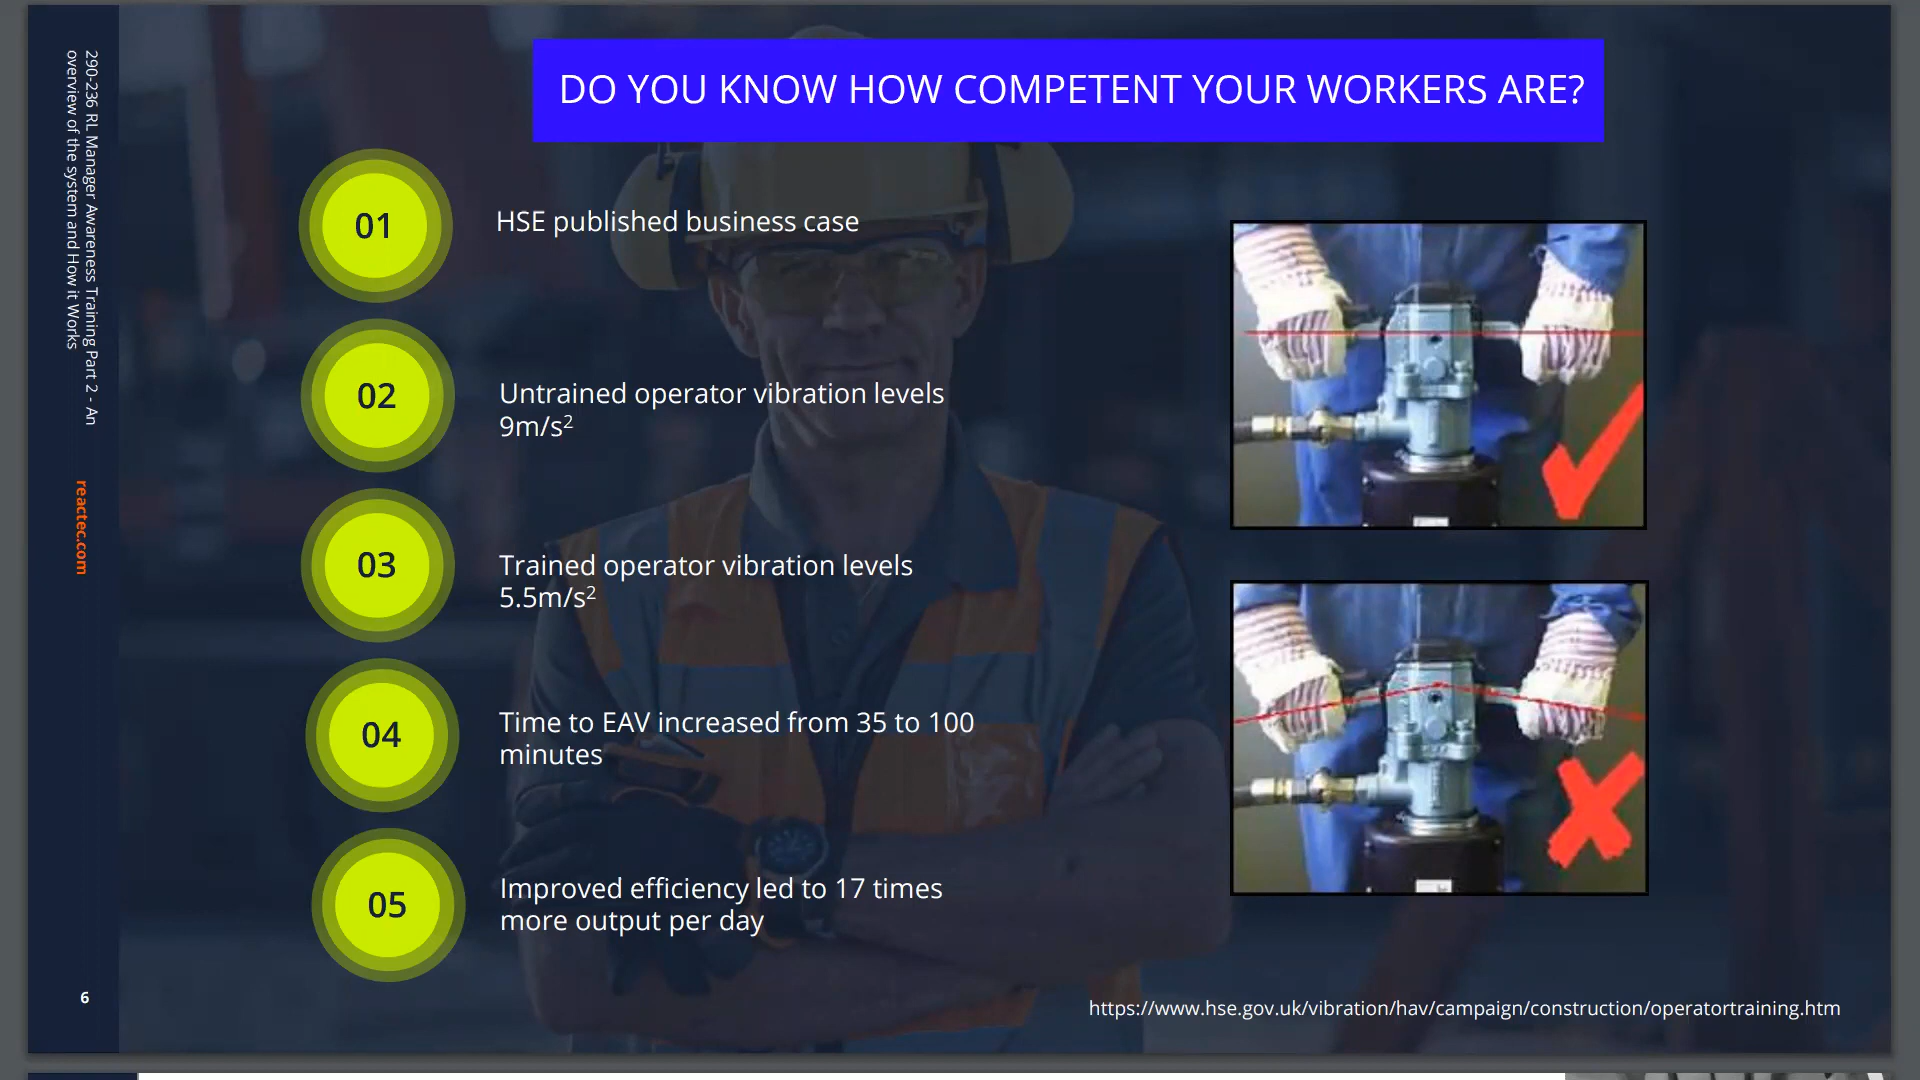 290-236 RL Manager Awareness Training Part 2 - An
overview of the system and How it Works
reactec.com
6
DO YOU KNOW HOW COMPETENT YOUR WORKERS ARE?
01
HSE published business case
02
Untrained operator vibration levels
9m/s²
03
Trained operator vibration levels
5.5m/s²
04
Time to EAV increased from 35 to 100
minutes
05
Improved efficiency led to 17 times
more output per day
https://www.hse.gov.uk/vibration/hav/campaign/construction/operatortraining.htm